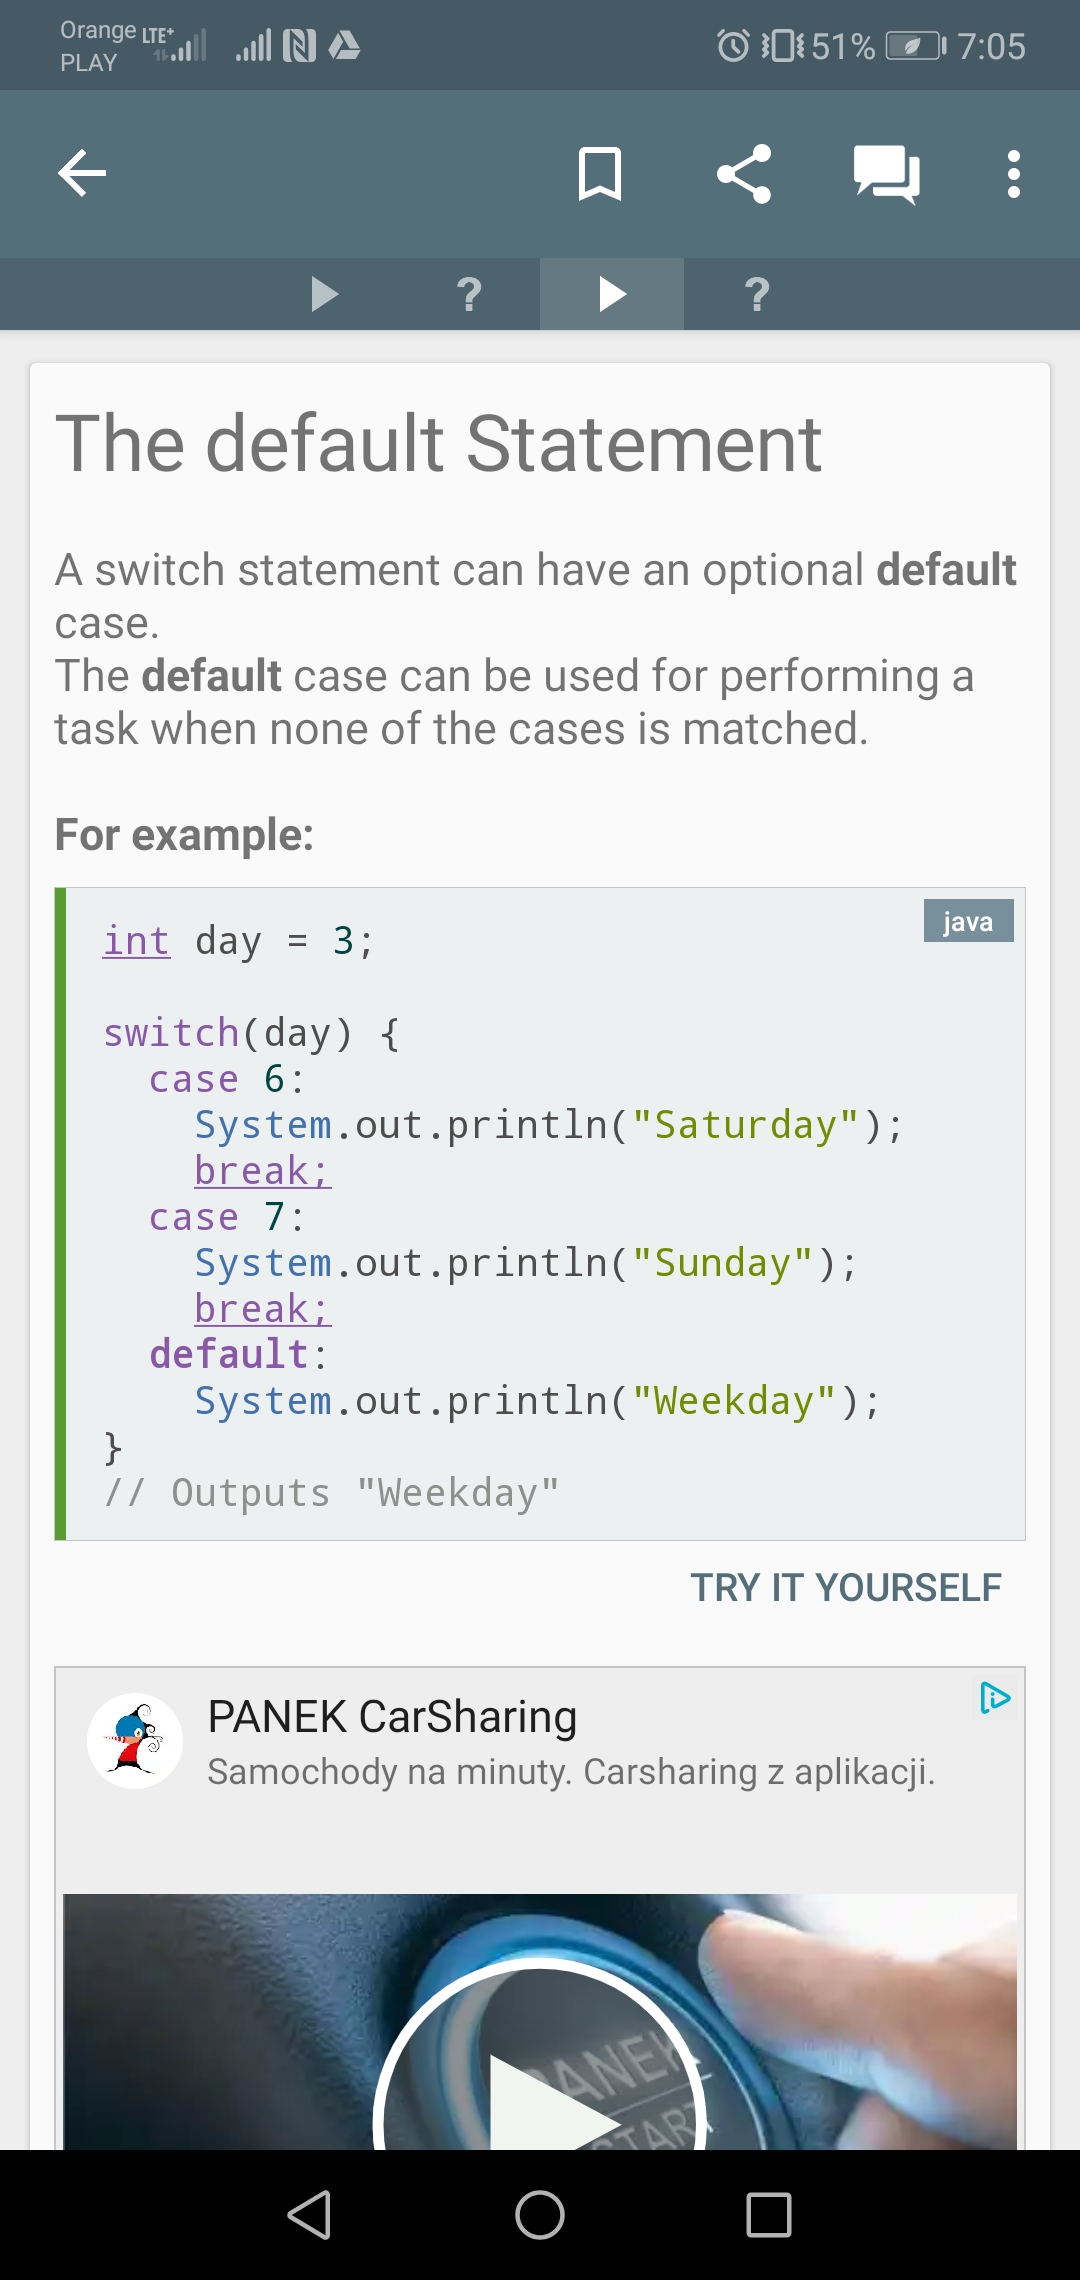 Orange LTE+
PLAY
51% 7:05
? ?
The default Statement
A switch statement can have an optional default
case.
The default case can be used for performing a
task when none of the cases is matched.
For example:
java
int day = 3;
switch(day) {
case 6:
System.out.println("Saturday");
break;
case 7:
System.out.println("Sunday");
break;
default:
System.out.println("Weekday");
}
// Outputs "Weekday"
TRY IT YOURSELF
PANEK CarSharing
Samochody na minuty. Carsharing z aplikacji.
PANEK
START